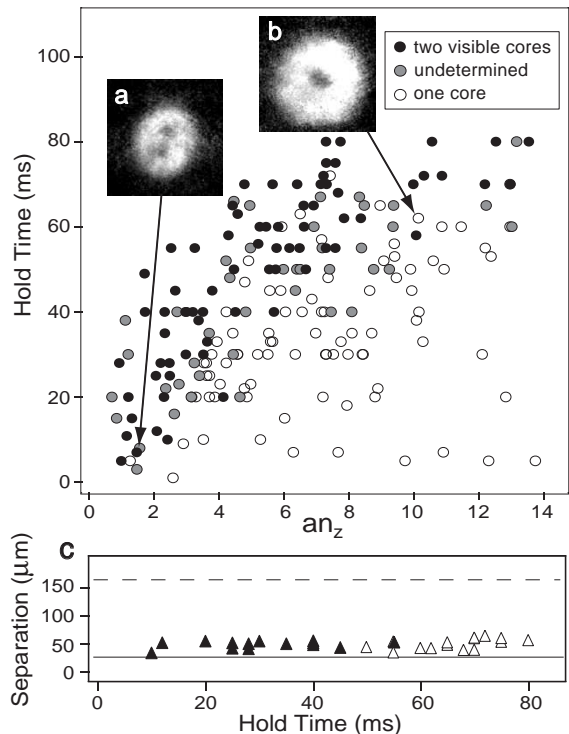 100
80
60
40
20
0
Hold Time (ms)
a
b
two visible cores
undetermined
one core
0 2 4 6 8 10 12 14
an_z
c
Separation (μm)
150
100
50
0
0 20 40 60 80
Hold Time (ms)